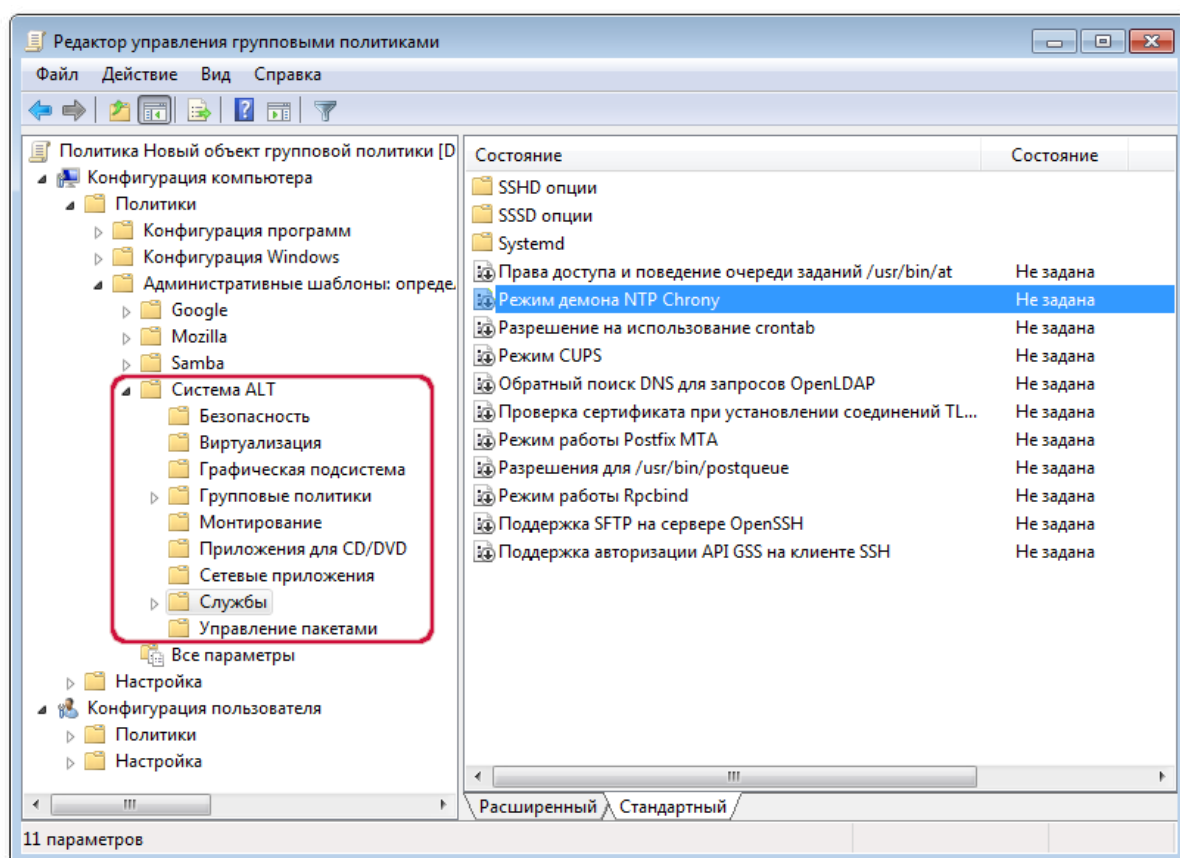 Редактор управления групповыми политиками
Файл Действие Вид Справка
Политика Новый объект групповой политики [D
Конфигурация компьютера
Политики
Конфигурация программ
Конфигурация Windows
Административные шаблоны: опреде.
Google
Mozilla
Samba
Система ALT
Безопасность
Виртуализация
Графическая подсистема
Групповые политики
Монтирование
Приложения для CD/DVD
Сетевые приложения
Службы
Управление пакетами
Все параметры
Настройка
Конфигурация пользователя
Политики
Настройка
Состояние Состояние
SSHD опции
SSSD опции
Systemd
Права доступа и поведение очереди заданий /usr/bin/at Не задана
Режим демона NTP Chrony Не задана
Разрешение на использование crontab Не задана
Режим CUPS Не задана
Обратный поиск DNS для запросов OpenLDAP Не задана
Проверка сертификата при установлении соединений TL... Не задана
Режим работы Postfix MTA Не задана
Разрешения для /usr/bin/postqueue Не задана
Режим работы Rpcbind Не задана
Поддержка SFTP на сервере OpenSSH Не задана
Поддержка авторизации API GSS на клиенте SSH Не задана
Расширенный Стандартный
11 параметров